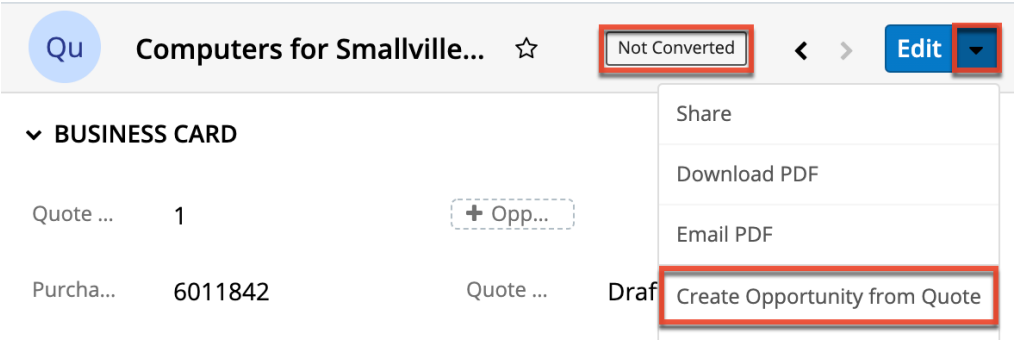 Qu Computers for Smallville... Not Converted Edit
Share
BUSINESS CARD
Download PDF
Quote ... 1 Opp...
Email PDF
Purcha... 6011842 Quote ... Draf
Create Opportunity from Quote